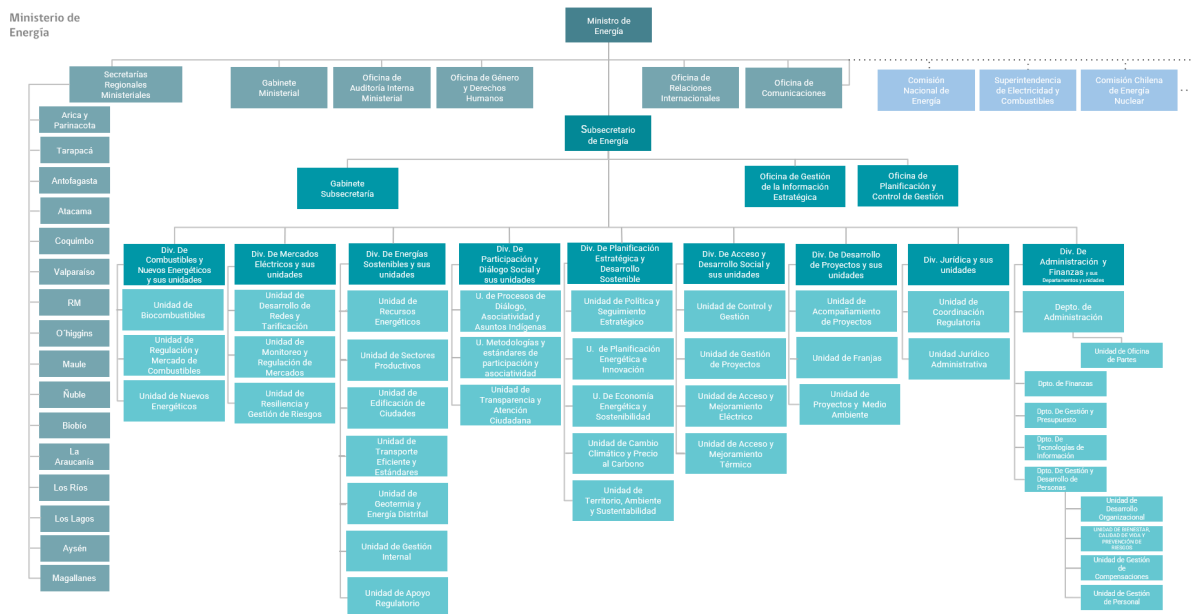 Ministerio de
Energía
Ministro de
Energía
Secretarías
Regionales
Ministeriales
Gabinete
Ministerial
Oficina de
Auditoría Interna
Ministerial
Oficina de Género
y Derechos
Humanos
Oficina de
Relaciones
Internacionales
Oficina de
Comunicaciones
Comisión
Nacional de
Energía
Superintendencia
de Electricidad y
Combustibles
Comisión Chilena
de Energía
Nuclear
Arica y
Parinacota
Tarapacá
Antofagasta
Atacama
Coquimbo
Valparaíso
RM
O´higgins
Maule
Ñuble
Biobío
La
Araucanía
Los Ríos
Los Lagos
Aysén
Magallanes
Subsecretario
de Energía
Gabinete
Subsecretaría
Oficina de Gestión
de la Información
Estratégica
Oficina de
Planificación y
Control de Gestión
Div. De
Combustibles y
Nuevos Energéticos
y sus unidades
Unidad de
Biocombustibles
Unidad de
Regulación y
Mercado de
Combustibles
Unidad de Nuevos
Energéticos
Div. De Mercados
Eléctricos y sus
unidades
Unidad de
Desarrollo de
Redes y
Tarificación
Unidad de
Monitoreo y
Regulación de
Mercados
Unidad de
Resiliencia y
Gestión de Riesgos
Div. De Energías
Sostenibles y sus
unidades
Unidad de
Recursos
Energéticos
Unidad de Sectores
Productivos
Unidad de
Edificación de
Ciudades
Unidad de
Transporte
Eficiente y
Estándares
Unidad de
Geotermia y
Energía Distrital
Unidad de Gestión
Internal
Unidad de Apoyo
Regulatorio
Div. De
Participación y
Diálogo Social y sus
unidades
U. de Procesos de
Diálogo,
Asociatividad y
Asuntos Indígenas
U. Metodologías y
estándares de
participación y
asociatividad
Unidad de
Transparencia y
Atención
Ciudadana
Div. De Planificación
Estratégica y
Desarrollo
Sostenible
Unidad de Política y
Seguimiento
Estratégico
U. de Planificación
Energética e
Innovación
U. De Economía
Energética y
Sostenibilidad
Unidad de Cambio
Climático y Precio
al Carbono
Unidad de
Territorio, Ambiente
y Sustentabilidad
Div. De Acceso y
Desarrollo Social y
sus unidades
Unidad de Control y
Gestión
Unidad de Gestión
de Proyectos
Unidad de Acceso y
Mejoramiento
Eléctrico
Unidad de Acceso y
Mejoramiento
Térmico
Div. De Desarrollo
de Proyectos y sus
unidades
Unidad de
Acompañamiento
de Proyectos
Unidad de Franjas
Unidad de
Proyectos y Medio
Ambiente
Div. Jurídica y sus
unidades
Unidad de
Coordinación
Regulatoria
Unidad Jurídico
Administrativa
Div. De
Administración y
Finanzas y sus
Departamentos y unidades
Depto. de
Administración
Unidad de Oficina
de Partes
Dpto. de Finanzas
Dpto. De Gestión y
Presupuesto
Dpto. De
Tecnologías de
Información
Dpto. De Gestión y
Desarrollo de
Personas
Unidad de
Desarrollo
Organizacional
UNIDAD DE BIENESTAR,
CALIDAD DE VIDA Y
PREVENCIÓN DE
RIESGOS
Unidad de Gestión
de
Compensaciones
Unidad de Gestión
de Personal